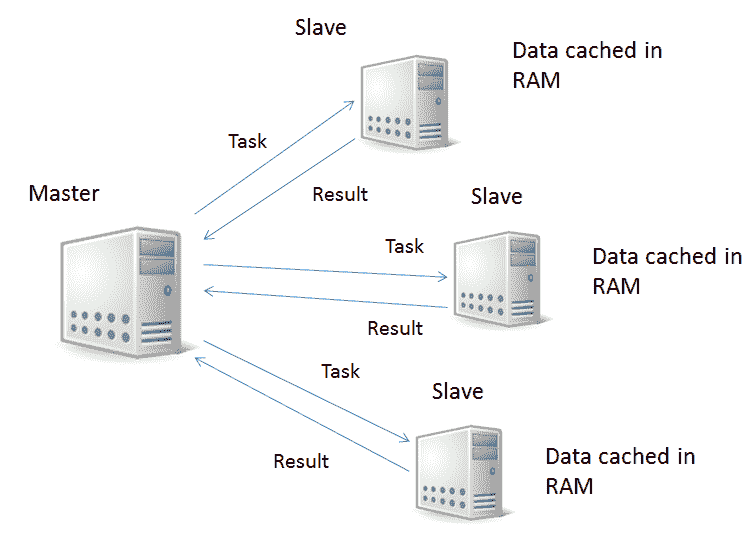 Slave
Data cached in
RAM
Task
Master
Result
Slave
Task
Data cached in
RAM
Result
Task
Slave
Result
Data cached in
RAM